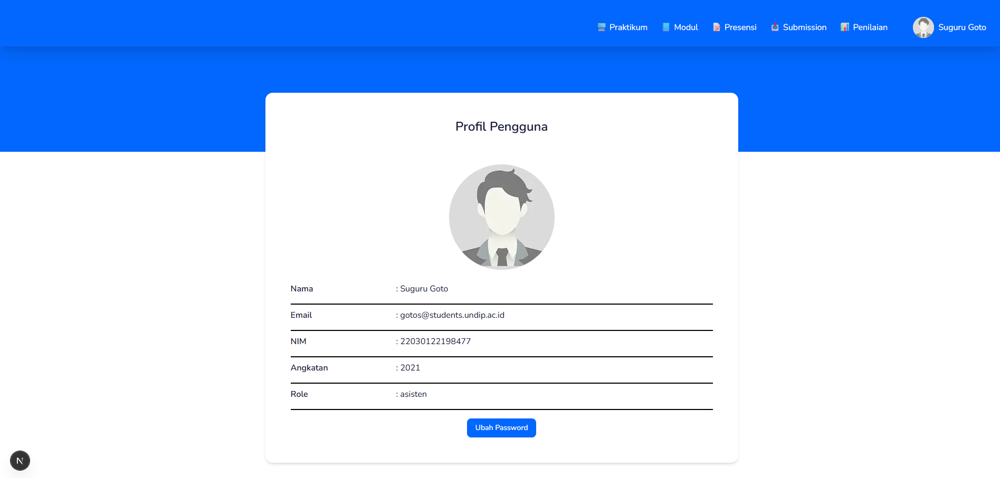 Praktikum Modul Presensi Submission Penilaian Suguru Goto
Profil Pengguna
Nama : Suguru Goto
Email : gotos@students.undip.ac.id
NIM : 22030122198477
Angkatan : 2021
Role : asisten
Ubah Password
N